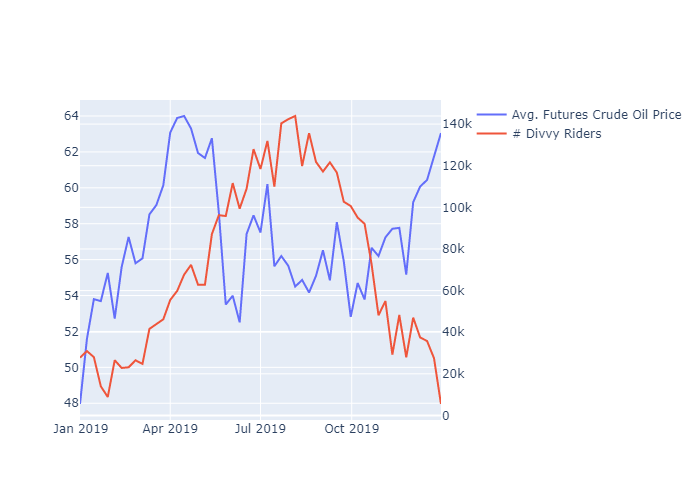 64
62
60
58
56
54
52
50
48
140k
120k
100k
80k
60k
40k
20k
0
Jan 2019
Apr 2019
Jul 2019
Oct 2019
Avg. Futures Crude Oil Price
# Divvy Riders